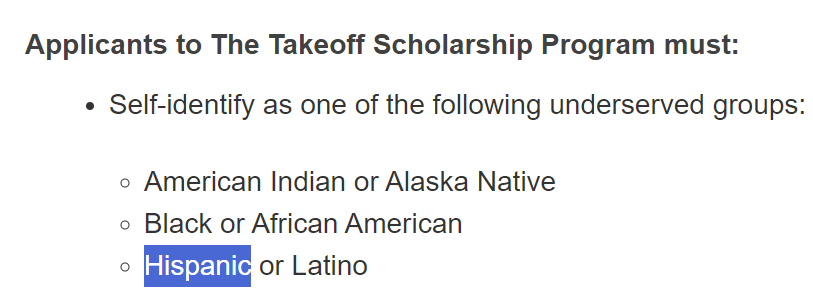 Applicants to The Takeoff Scholarship Program must:
• Self-identify as one of the following underserved groups:
◦ American Indian or Alaska Native
◦ Black or African American
◦ Hispanic or Latino